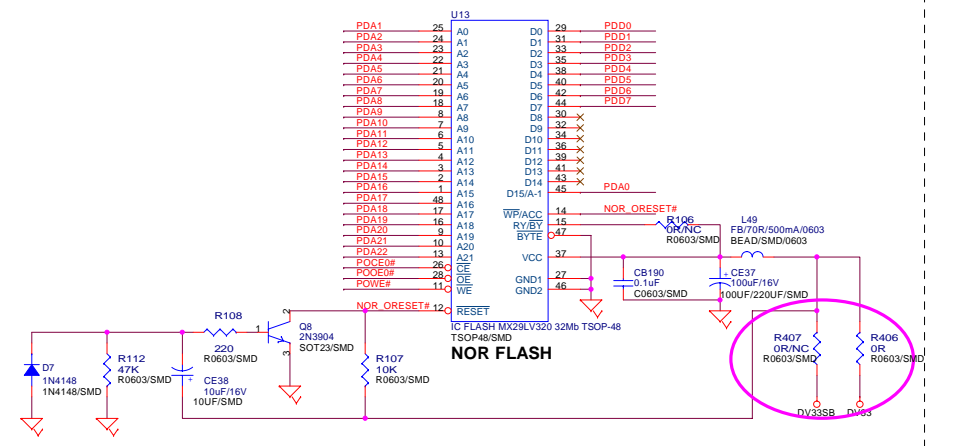 U13
PDA1 25 A0 D0 29 PDD0
PDA2 24 A1 D1 31 PDD1
PDA3 23 A2 D2 33 PDD2
PDA4 22 A3 D3 35 PDD3
PDA5 21 A4 D4 38 PDD4
PDA6 20 A5 D5 40 PDD5
PDA7 19 A6 D6 42 PDD6
PDA8 18 A7 D7 44 PDD7
PDA9 8 A8 D8 30
PDA10 7 A9 D9 32
PDA11 6 A10 D10 34
PDA12 5 A11 D11 36
PDA13 4 A12 D12 39
PDA14 3 A13 D13 41
PDA15 2 A14 D14 43
PDA16 1 A15 D15/A-1 45 PDA0
PDA17 48 A16
PDA18 17 A17 WP/ACC 14 NOR_ORESET#
PDA19 16 A18 RY/BY 15
PDA20 9 A19 BYTE 47
PDA21 10 A20
PDA22 13 A21 VCC 37
POCE0# 26 CE
POOE0# 28 OE GND1 27
POWE# 11 WE GND2 46
NOR_ORESET# 12 RESET
IC FLASH MX29LV320 32Mb TSOP-48
TSOP48/SMD
NOR FLASH
R106
0R/NC
R0603/SMD
L49
FB/70R/500mA/0603
BEAD/SMD/0603
CB190
0.1uF
C0603/SMD
+
CE37
100uF/16V
100UF/220UF/SMD
R407
0R/NC
R0603/SMD
R406
0R
R0603/SMD
DV33SB
DV33
R108
220
R0603/SMD
1
2
3
Q8
2N3904
SOT23/SMD
R107
10K
R0603/SMD
D7
1N4148
1N4148/SMD
R112
47K
R0603/SMD
+
CE38
10uF/16V
10UF/SMD